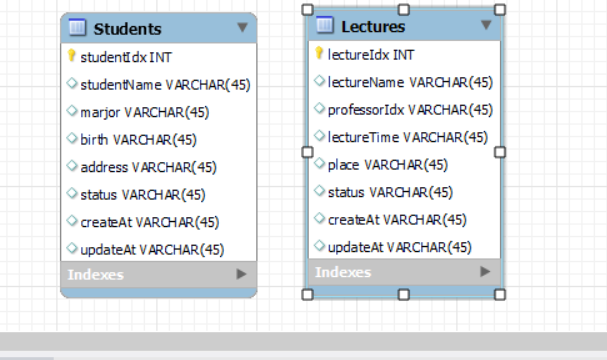 Students
studentIdx INT
studentName VARCHAR(45)
marjor VARCHAR(45)
birth VARCHAR(45)
address VARCHAR(45)
status VARCHAR(45)
createAt VARCHAR(45)
updateAt VARCHAR(45)
Indexes
Lectures
lectureIdx INT
lectureName VARCHAR(45)
professorIdx VARCHAR(45)
lectureTime VARCHAR(45)
place VARCHAR(45)
status VARCHAR(45)
createAt VARCHAR(45)
updateAt VARCHAR(45)
Indexes